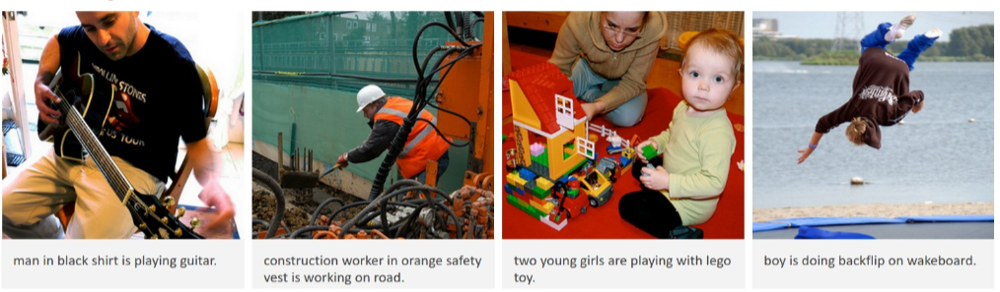 man in black shirt is playing guitar.
construction worker in orange safety
vest is working on road.
two young girls are playing with lego
toy.
boy is doing backflip on wakeboard.